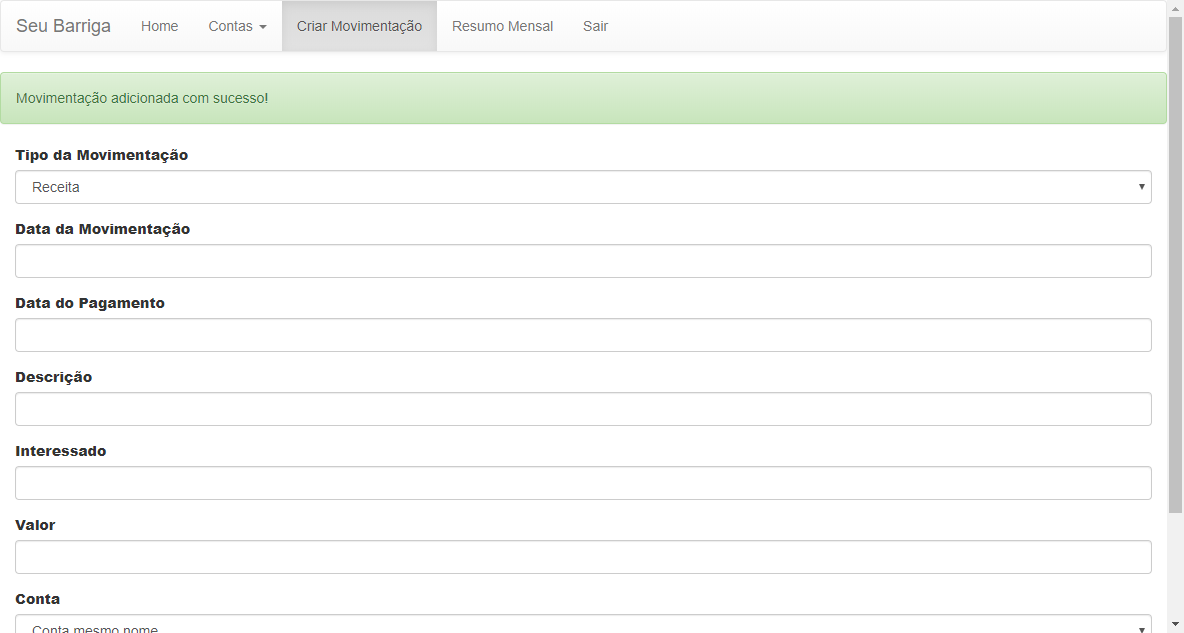 Seu Barriga Home Contas Criar Movimentação Resumo Mensal Sair
Movimentação adicionada com sucesso!
Tipo da Movimentação
Receita
Data da Movimentação
Data do Pagamento
Descrição
Interessado
Valor
Conta
Conta mesmo nome